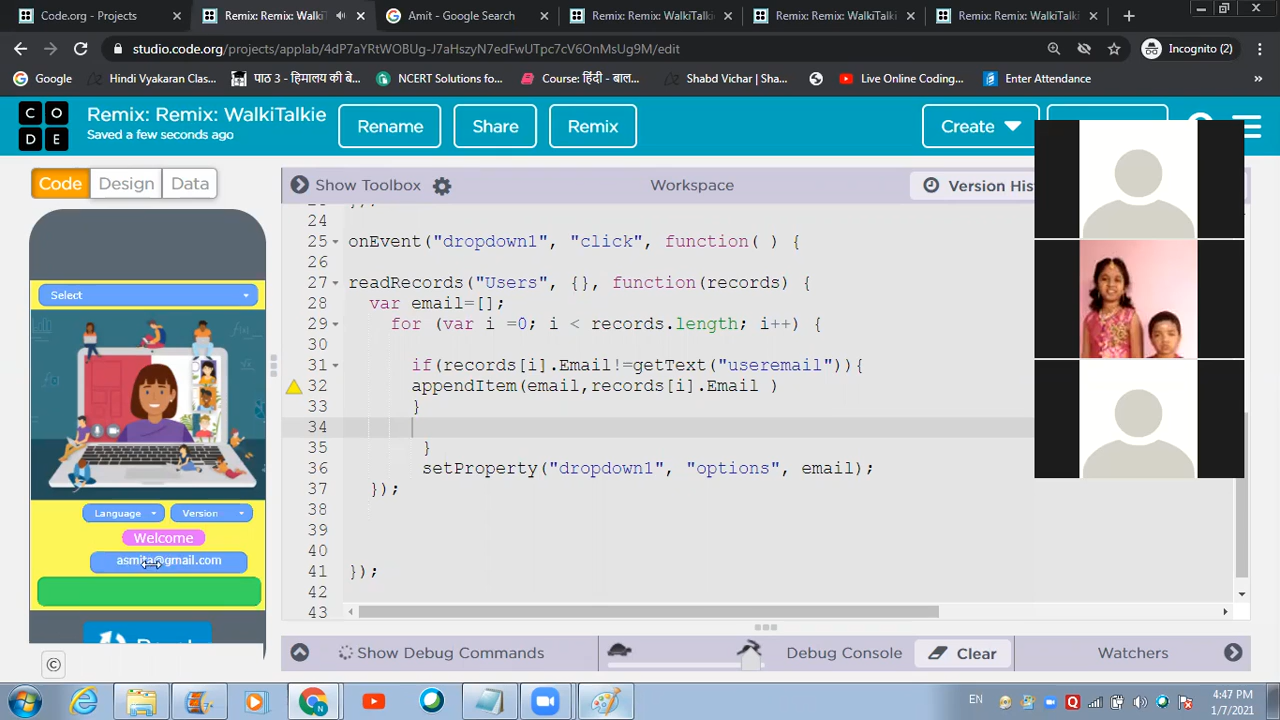 Code.org - Projects
Remix: Remix: WalkiT
Amit - Google Search
Remix: Remix: WalkiTalkie
Remix: Remix: WalkiTalkie
Remix: Remix: WalkiTalkie
studio.code.org/projects/applab/4dP7aYRtWOBUg-J7aHszyN7edFwUTpc7cV6OnMsUg9M/edit
Incognito (2)
Google
Hindi Vyakaran Clas...
पाठ 3 - हिमालय की बे...
NCERT Solutions fo...
Course: हिंदी - बाल...
Shabd Vichar | Sha...
Live Online Coding...
Enter Attendance
»
C O
D E
Remix: Remix: WalkiTalkie
Saved a few seconds ago
Rename
Share
Remix
Create
Code
Design
Data
Show Toolbox
Workspace
Version His
24
25 onEvent("dropdown1", "click", function( ) {
26
27 readRecords("Users", {}, function(records) {
28 var email=[];
29 for (var i =0; i < records.length; i++) {
30
31 if(records[i].Email!=getText("useremail")){
32 appendItem(email,records[i].Email )
33 }
34
35 }
36 setProperty("dropdown1", "options", email);
37 });
38
39
40
41 });
42
43
Select
Language
Version
Welcome
asmita@gmail.com
©
Show Debug Commands
Debug Console
Clear
Watchers
EN
4:47 PM
1/7/2021